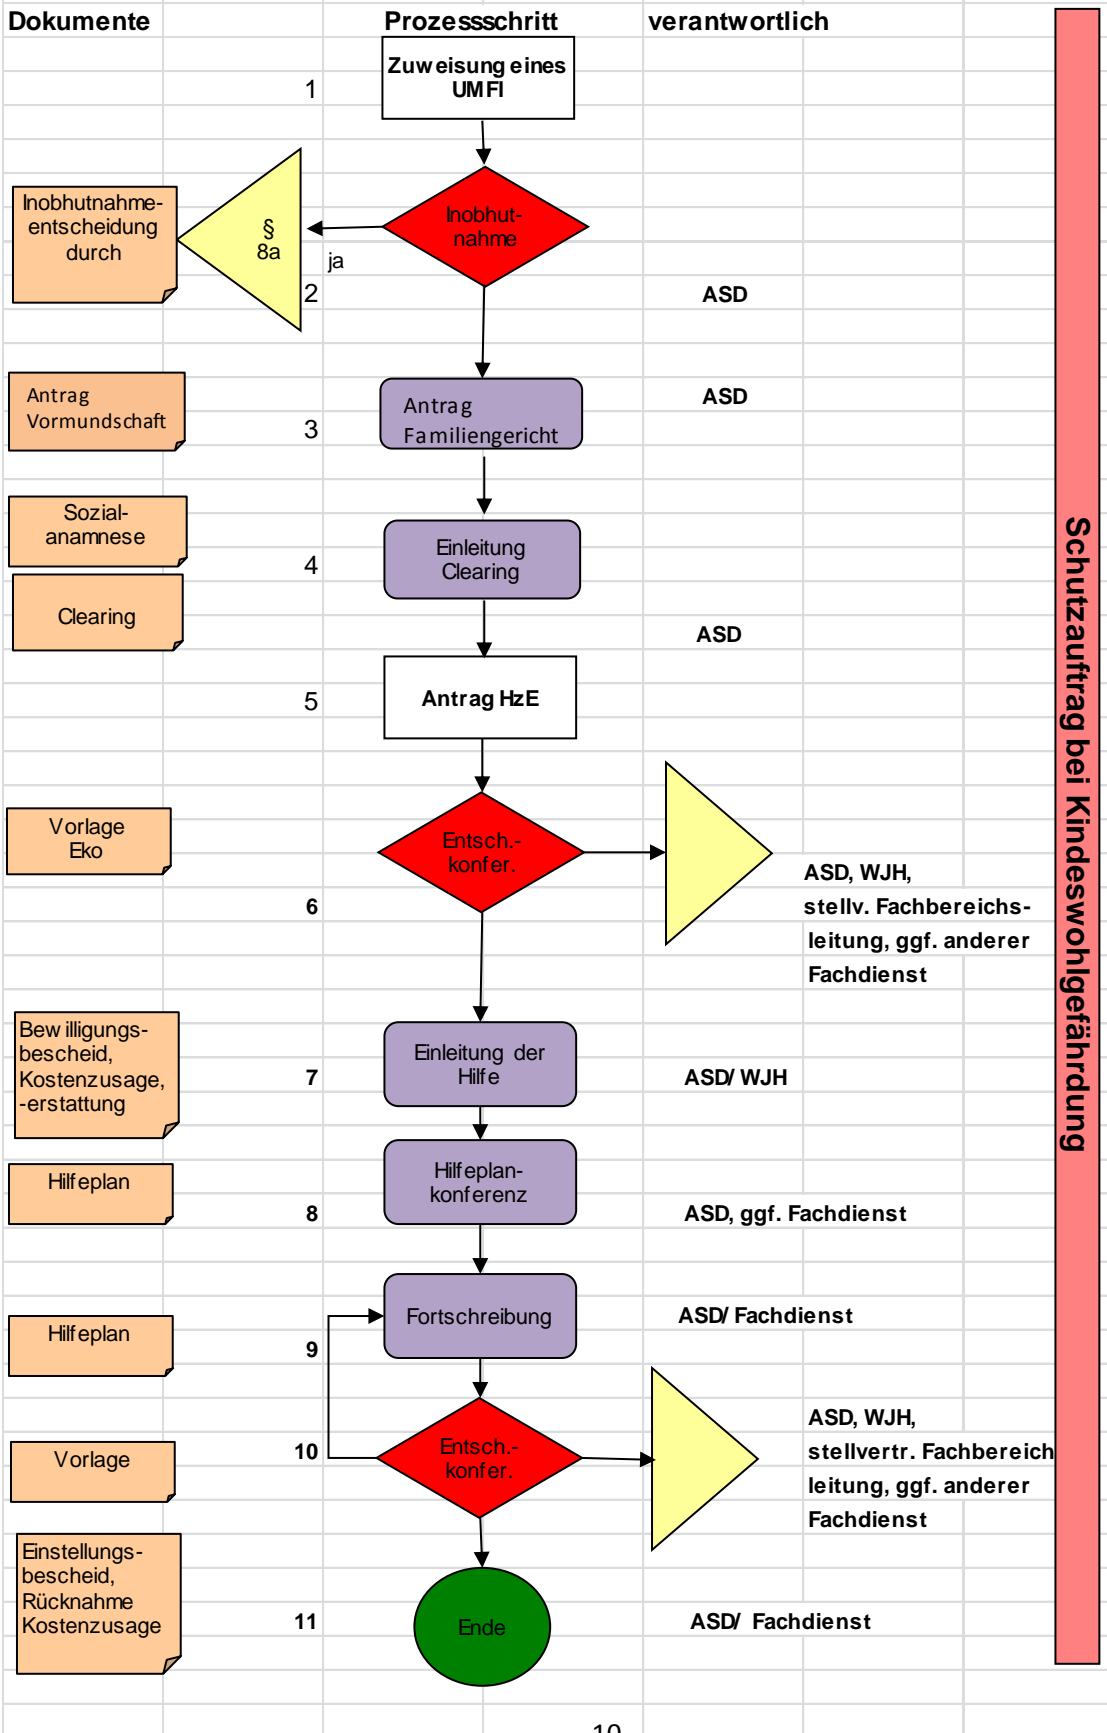 Dokumente Prozessschritt verantwortlich
Zuweisung eines
UMFl
1
Inobhutnahme-
entscheidung
durch
§
8a
ja
Inobhut-
nahme
2
ASD
Antrag
Vormundschaft
3
Antrag
Familiengericht
ASD
Sozial-
anamnese
4
Einleitung
Clearing
Clearing
ASD
5
Antrag HzE
Vorlage
Eko
6
Entsch.-
konfer.
ASD, WJH,
stellv. Fachbereichs-
leitung, ggf. anderer
Fachdienst
Bewilligungs-
bescheid,
Kostenzusage,
-erstattung
7
Einleitung der
Hilfe
ASD/ WJH
Hilfeplan
8
Hilfeplan-
konferenz
ASD, ggf. Fachdienst
Hilfeplan
9
Fortschreibung
ASD/ Fachdienst
Vorlage
10
Entsch.-
konfer.
ASD, WJH,
stellvertr. Fachbereich
leitung, ggf. anderer
Fachdienst
Einstellungs-
bescheid,
Rücknahme
Kostenzusage
11
Ende
ASD/ Fachdienst
Schutzauftrag bei Kindeswohlgefährdung
10